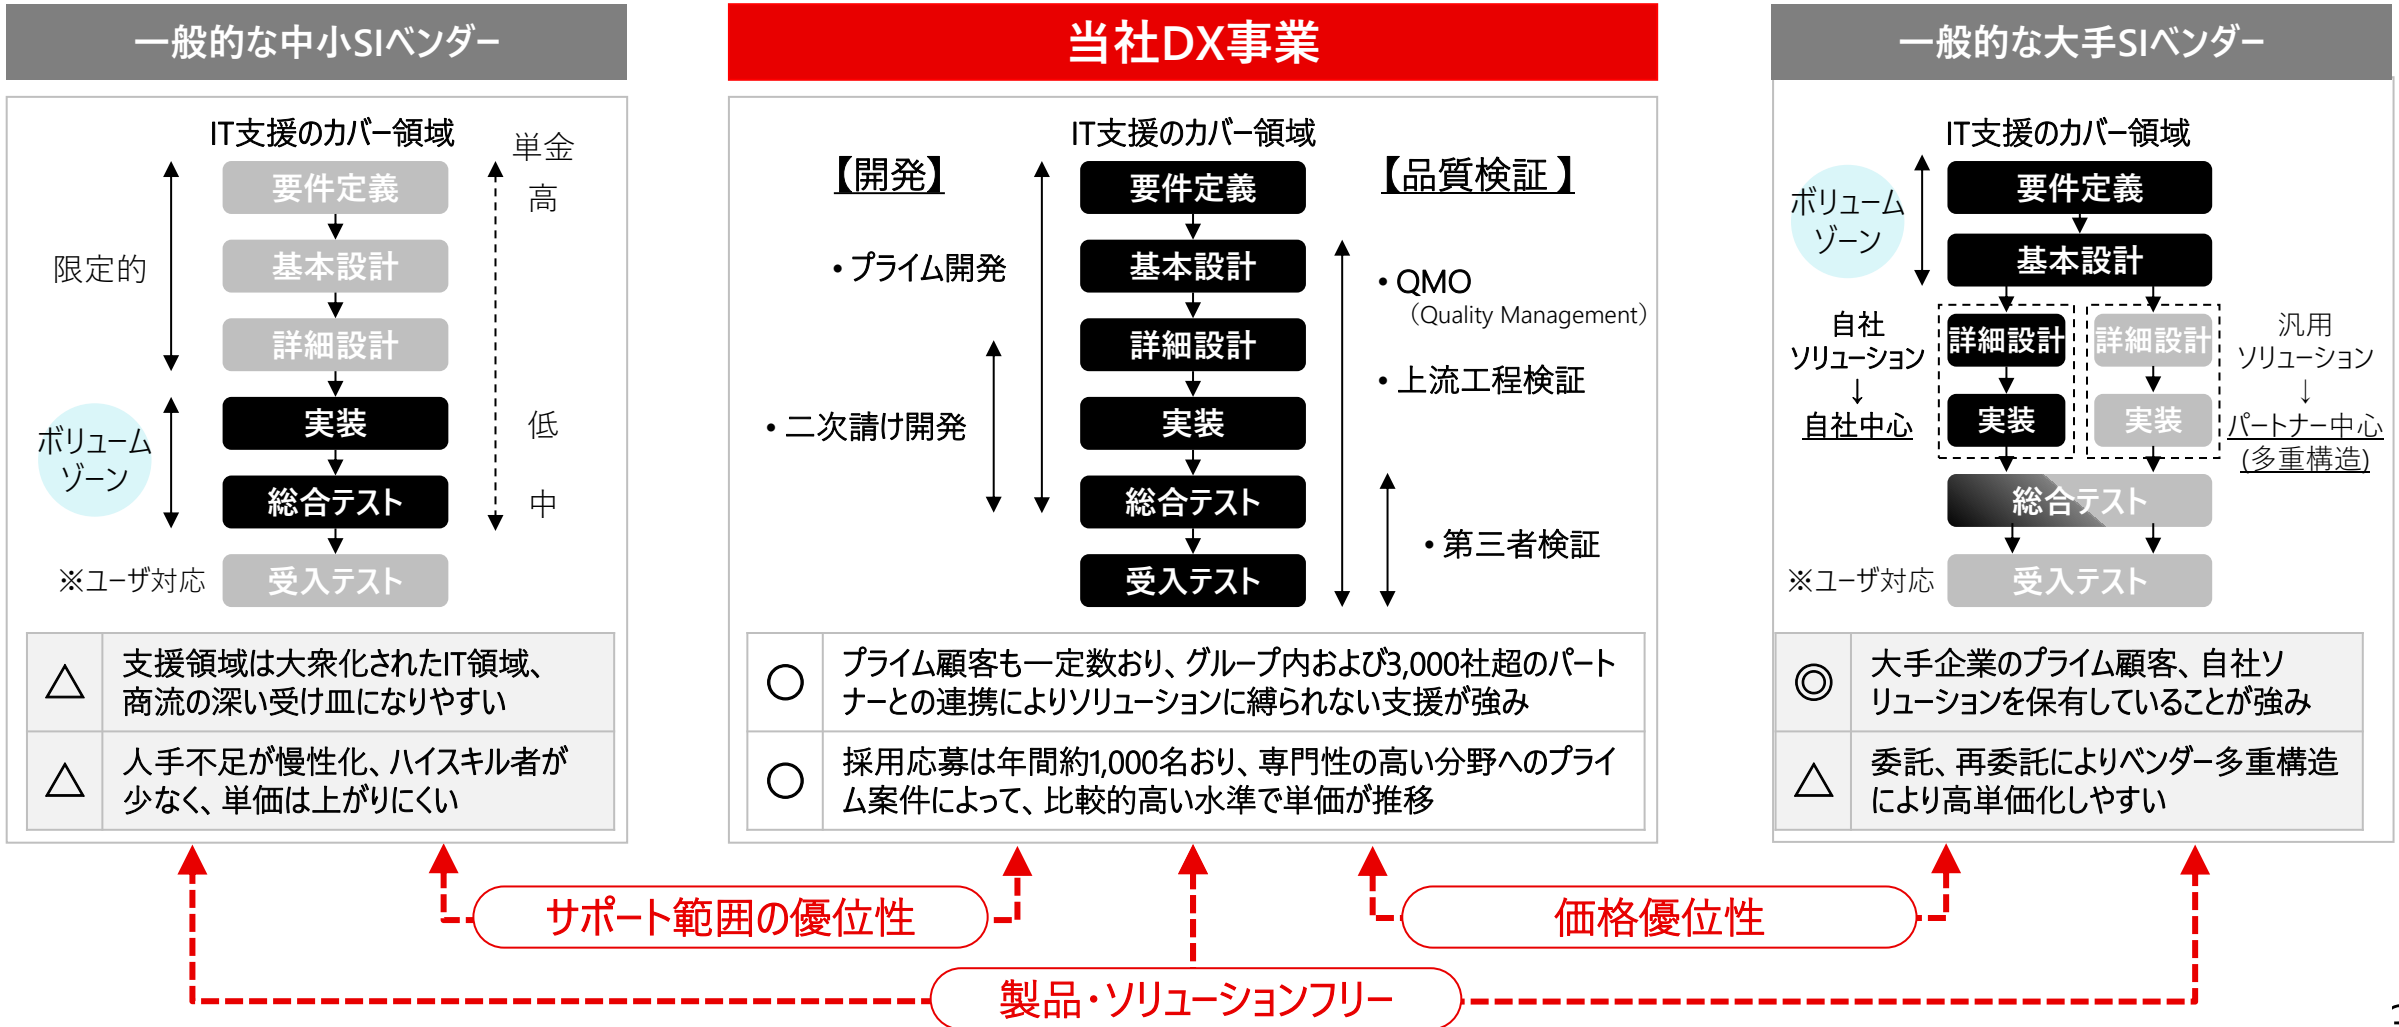 一般的な中小SIベンダー
IT支援のカバー領域
単金
高
低
中
限定的
ボリューム
ゾーン
※ユーザ対応
要件定義
基本設計
詳細設計
実装
総合テスト
受入テスト
△
支援領域は大衆化されたIT領域、
商流の深い受け皿になりやすい
△
人手不足が慢性化、ハイスキル者が
少なく、単価は上がりにくい
当社DX事業
IT支援のカバー領域
【開発】
・プライム開発
・二次請け開発
要件定義
基本設計
詳細設計
実装
総合テスト
受入テスト
【品質検証】
・QMO
（Quality Management）
・上流工程検証
・第三者検証
○
プライム顧客も一定数おり、グループ内および3,000社超のパート
ナーとの連携によりソリューションに縛られない支援が強み
○
採用応募は年間約1,000名おり、専門性の高い分野へのプライ
ム案件によって、比較的高い水準で単価が推移
一般的な大手SIベンダー
IT支援のカバー領域
ボリューム
ゾーン
要件定義
基本設計
自社
ソリューション
↓
自社中心
詳細設計
実装
詳細設計
実装
汎用
ソリューション
↓
パートナー中心
(多重構造)
総合テスト
※ユーザ対応
受入テスト
◎
大手企業のプライム顧客、自社ソ
リューションを保有していることが強み
△
委託、再委託によりベンダー多重構造
により高単価化しやすい
サポート範囲の優位性
価格優位性
製品・ソリューションフリー